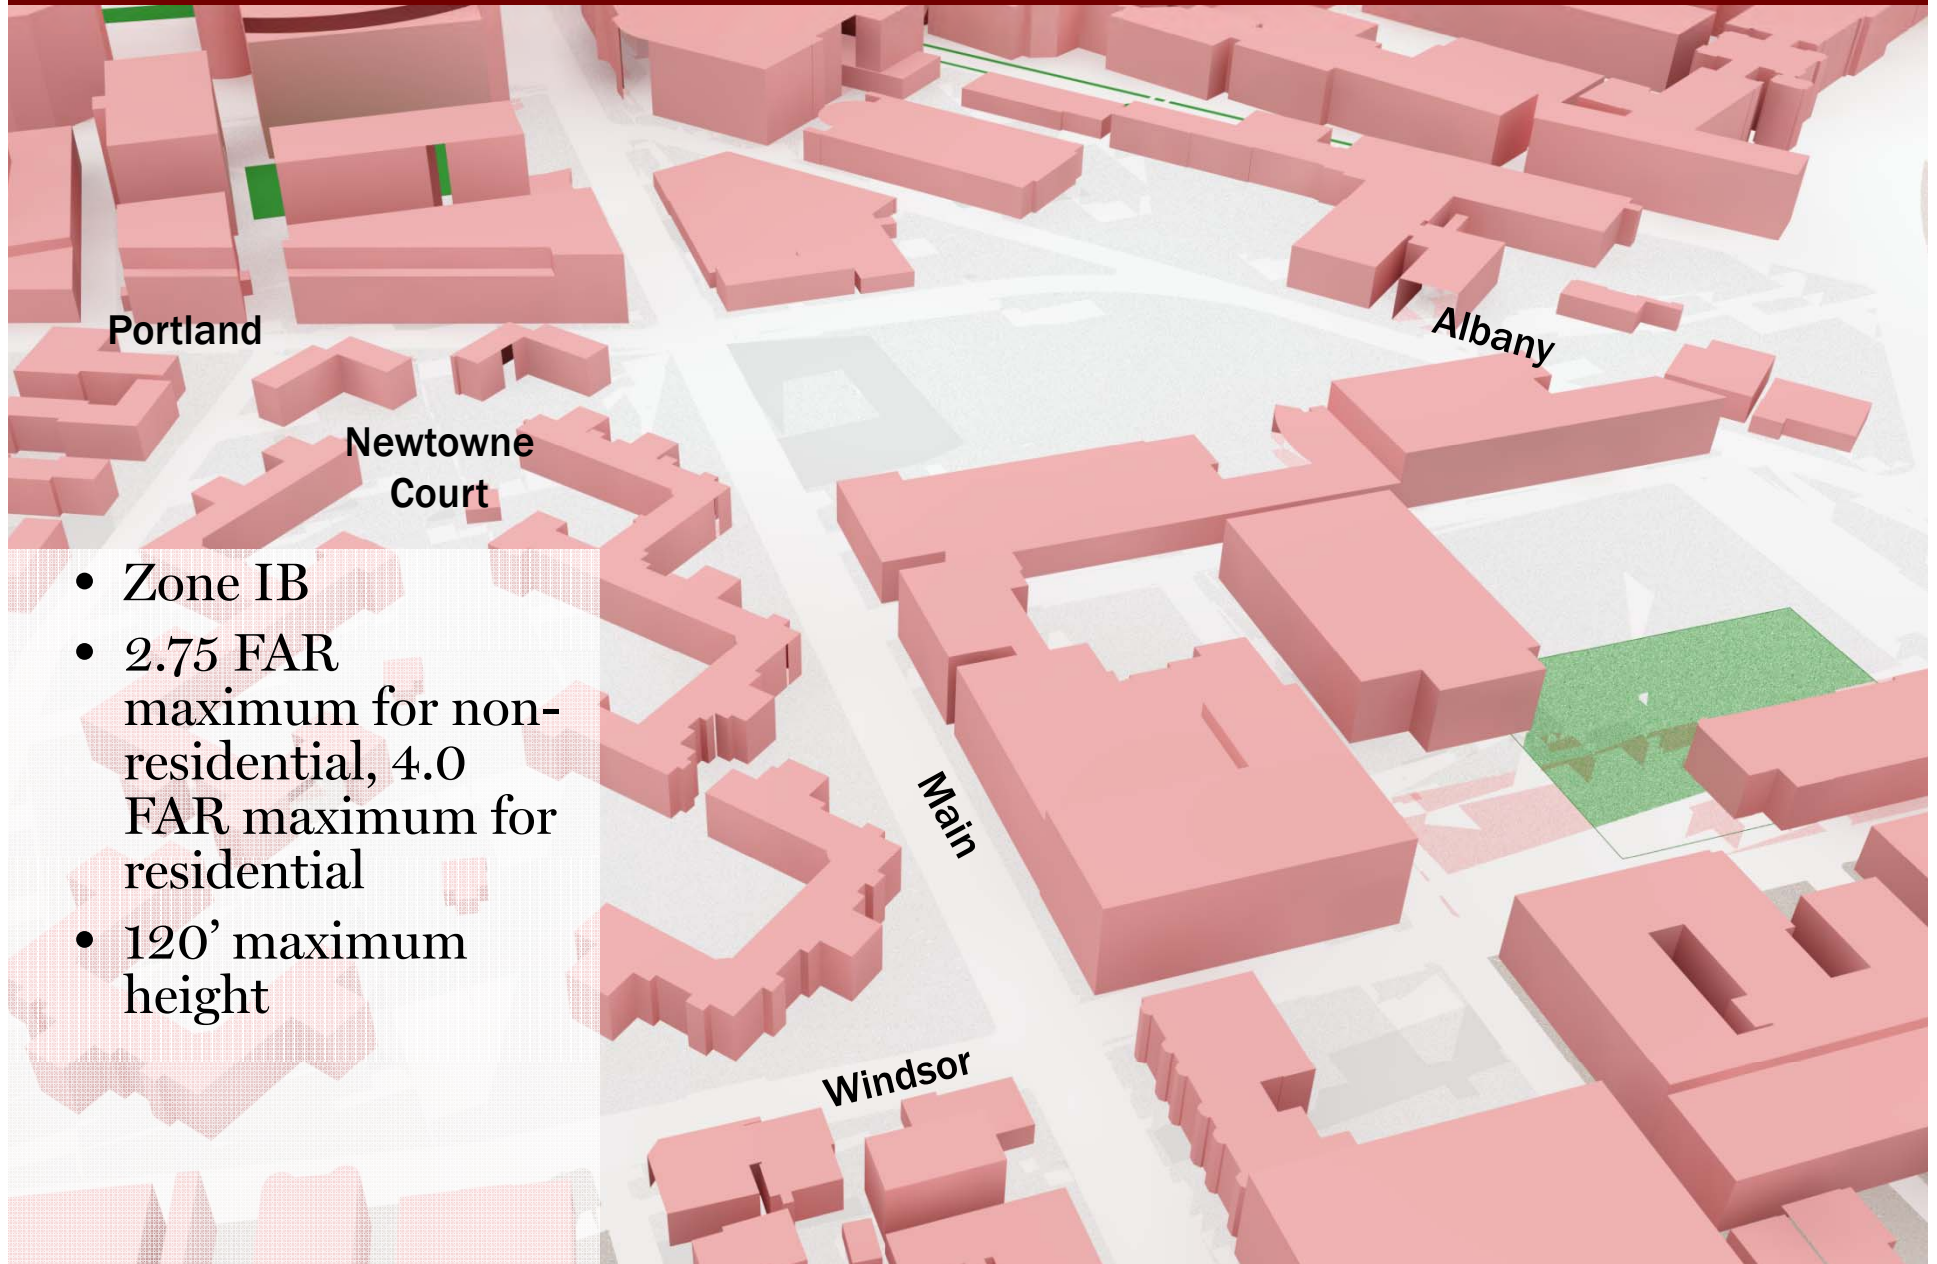 Portland
Albany
Newtowne
Court
• Zone IB
• 2.75 FAR
maximum for non-
residential, 4.0
FAR maximum for
residential
• 120’ maximum
height
Main
Windsor